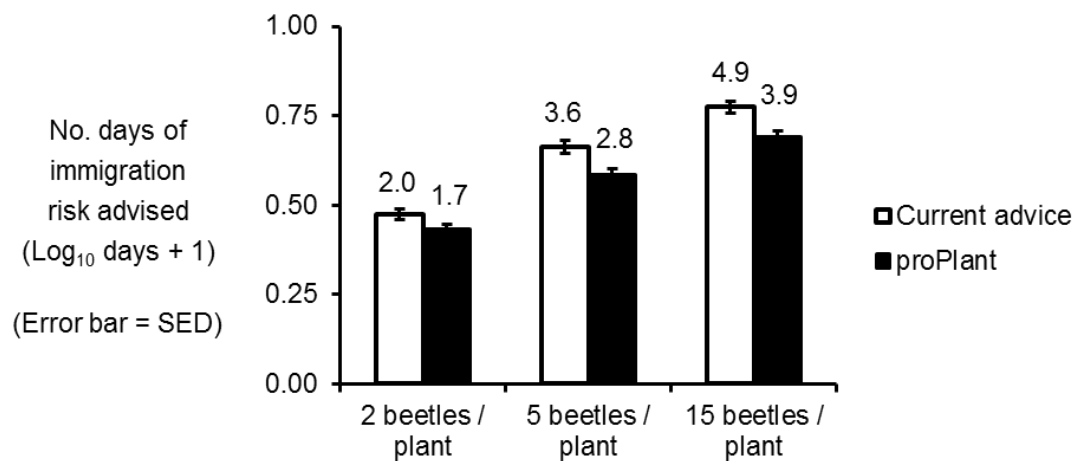 No. days of
immigration
risk advised
(Log₁₀ days + 1)
(Error bar = SED)
1.00
0.75
0.50
0.25
0.00
2.0
1.7
3.6
2.8
4.9
3.9
2 beetles /
plant
5 beetles /
plant
15 beetles /
plant
Current advice
proPlant